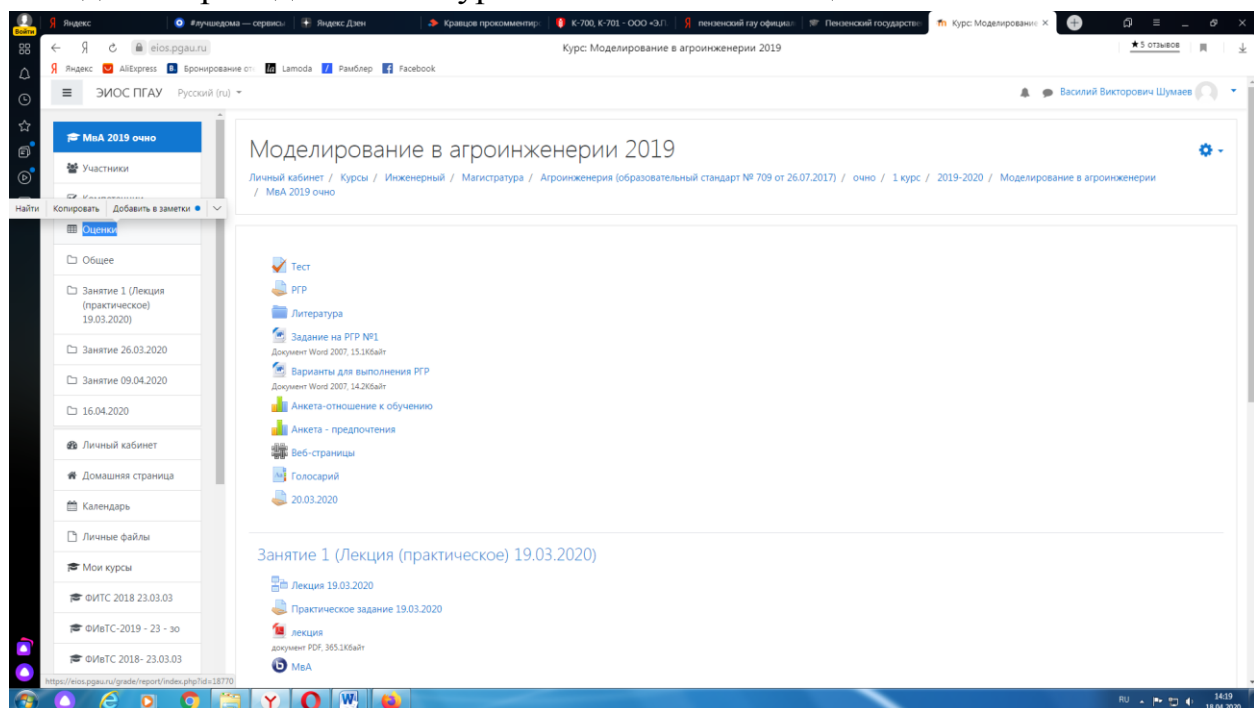 Яндекс
#лучшедома — сервисы
Яндекс.Дзен
Кравцов прокомментир
К-700, К-701 - ООО «ЭЛ
пензенский гау официал
Пензенский государстве
Курс: Моделирование
Войти
eios.pgau.ru
Курс: Моделирование в агроинженерии 2019
5 отзывов
Яндекс
AliExpress
Бронирование от
Lamoda
Рамблер
Facebook
ЭИОС ПГАУ
Русский (ru)
Василий Викторович Шумаев
МвА 2019 очно
Участники
Найти
Копировать
Добавить в заметки
Оценки
Общее
Занятие 1 (Лекция
(практическое)
19.03.2020)
Занятие 26.03.2020
Занятие 09.04.2020
16.04.2020
Личный кабинет
Домашняя страница
Календарь
Личные файлы
Мои курсы
ФИТС 2018 23.03.03
ФИвТС-2019 - 23 - зо
ФИвТС 2018- 23.03.03
Моделирование в агроинженерии 2019
Личный кабинет / Курсы / Инженерный / Магистратура / Агроинженерия (образовательный стандарт № 709 от 26.07.2017) / очно / 1 курс / 2019-2020 / Моделирование в агроинженерии
/ МвА 2019 очно
Тест
РГР
Литература
Задание на РГР №1
Документ Word 2007, 15.1Кбайт
Варианты для выполнения РГР
Документ Word 2007, 14.2Кбайт
Анкета-отношение к обучению
Анкета - предпочтения
Веб-страницы
Голосарий
20.03.2020
Занятие 1 (Лекция (практическое) 19.03.2020)
Лекция 19.03.2020
Практическое задание 19.03.2020
лекция
документ PDF, 365.1Кбайт
МвА
https://eios.pgau.ru/grade/report/index.php?id=18770
RU
14:19
18.04.2020